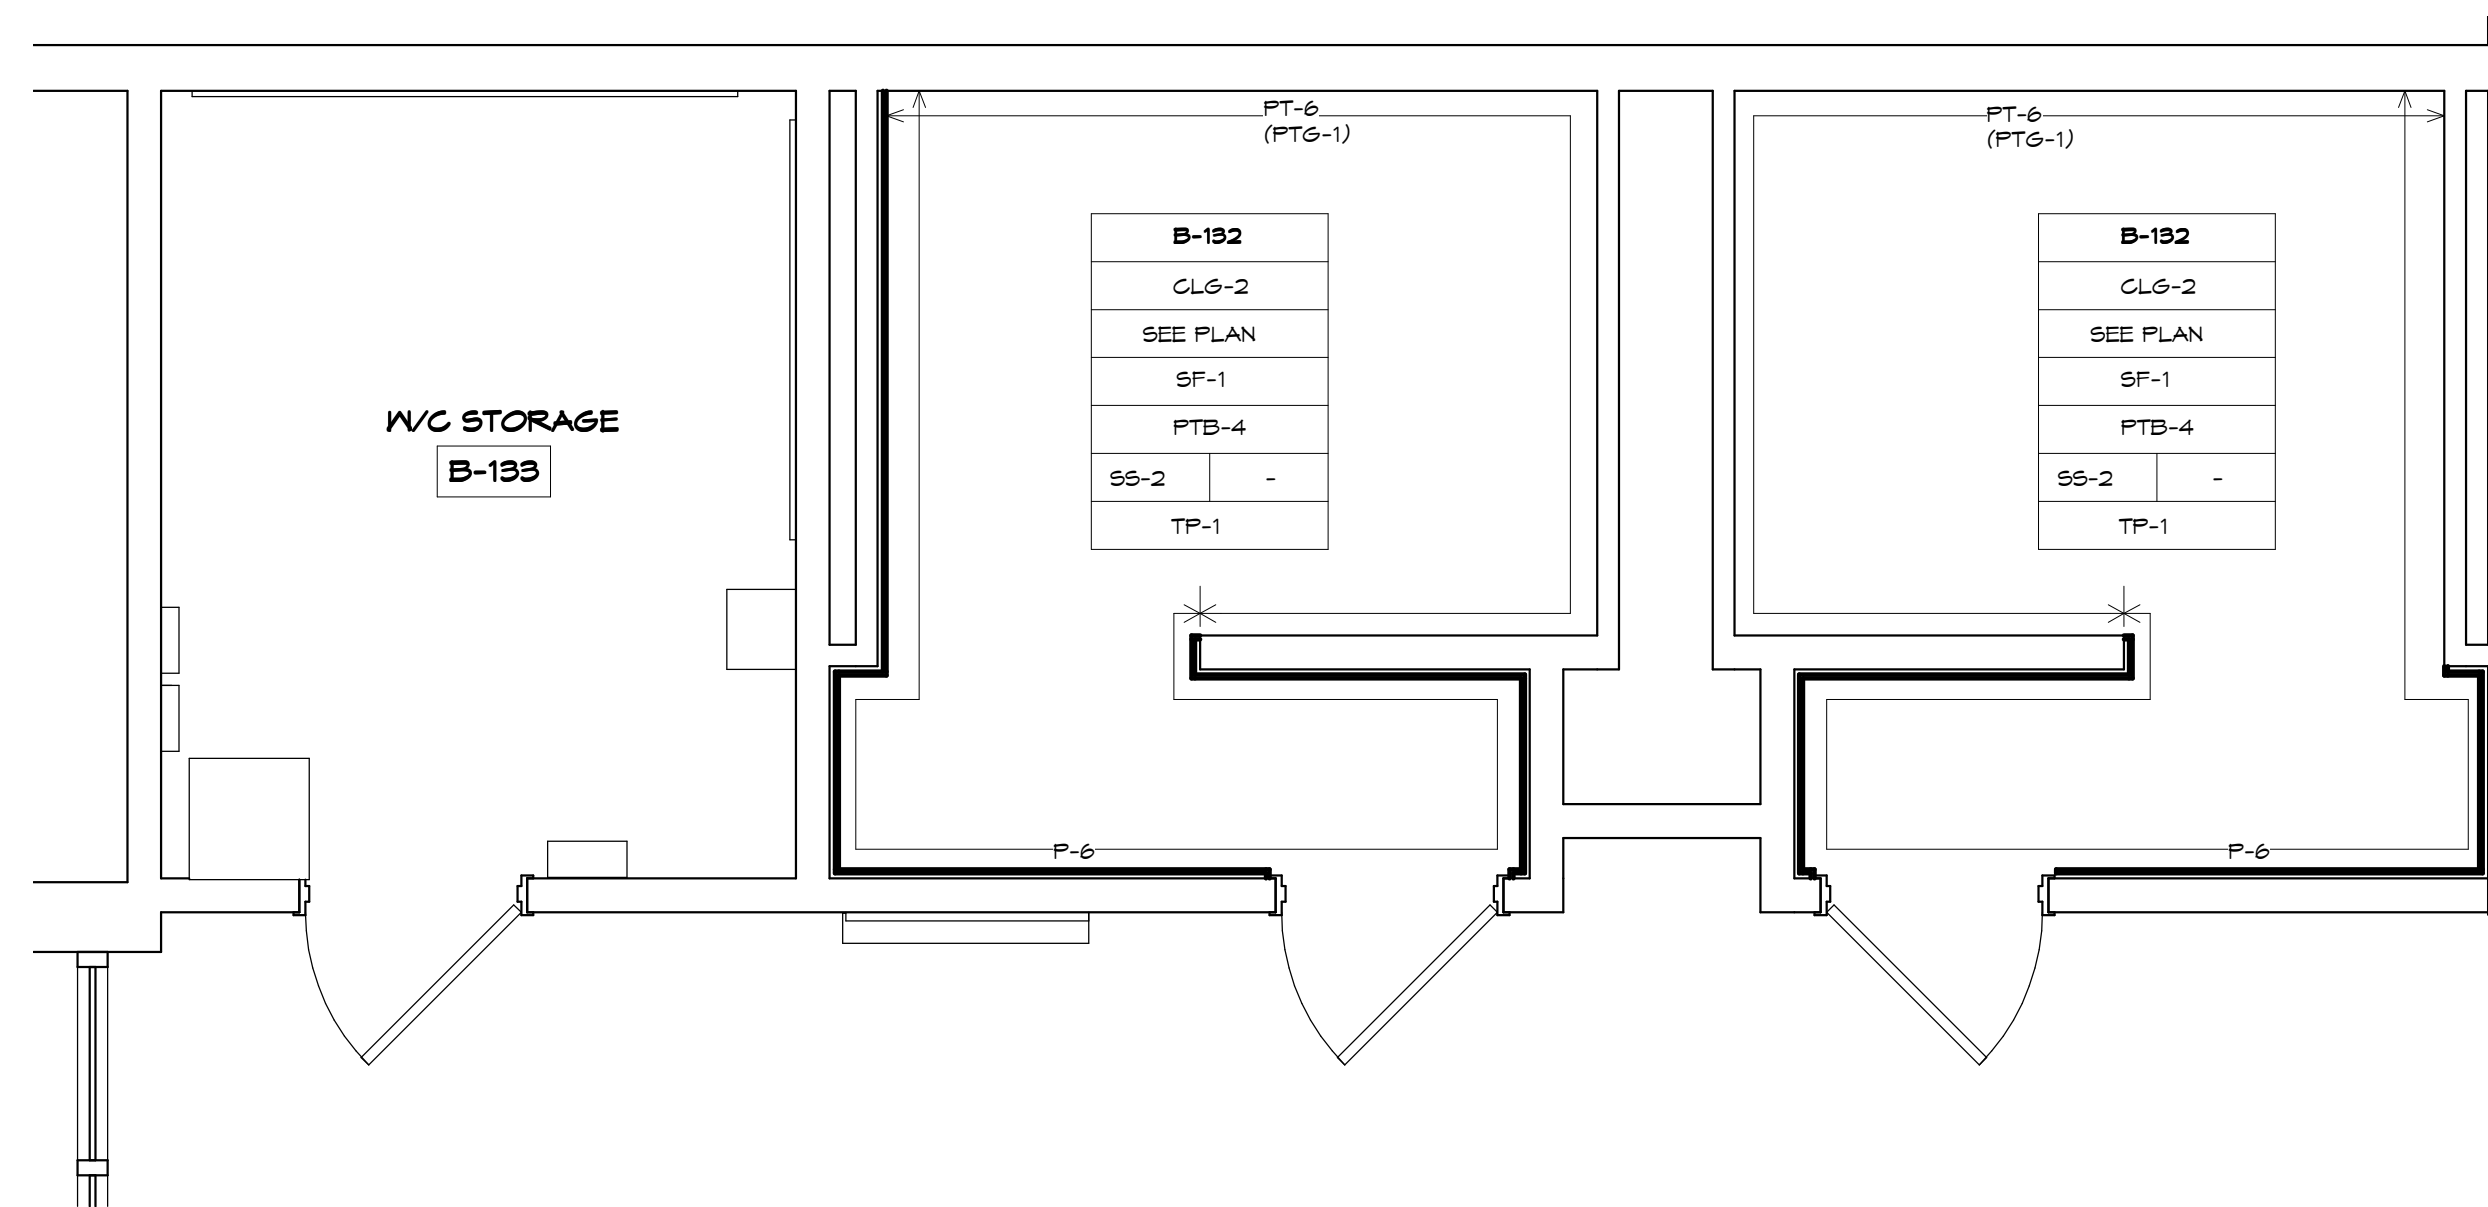 PT-6
(PTG-1)
PT-6
(PTG-1)
B-132
CLG-2
SEE PLAN
SF-1
PTB-4
SS-2 -
TP-1
B-132
CLG-2
SEE PLAN
SF-1
PTB-4
SS-2 -
TP-1
W/C STORAGE
B-133
P-6
P-6